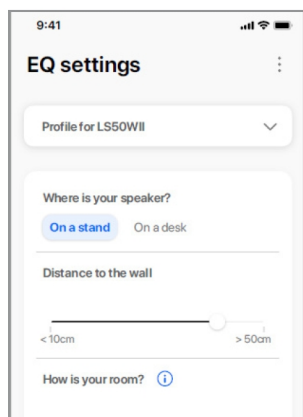 9:41
EQ settings
Profile for LS50WII
Where is your speaker?
On a stand On a desk
Distance to the wall
< 10cm > 50cm
How is your room?